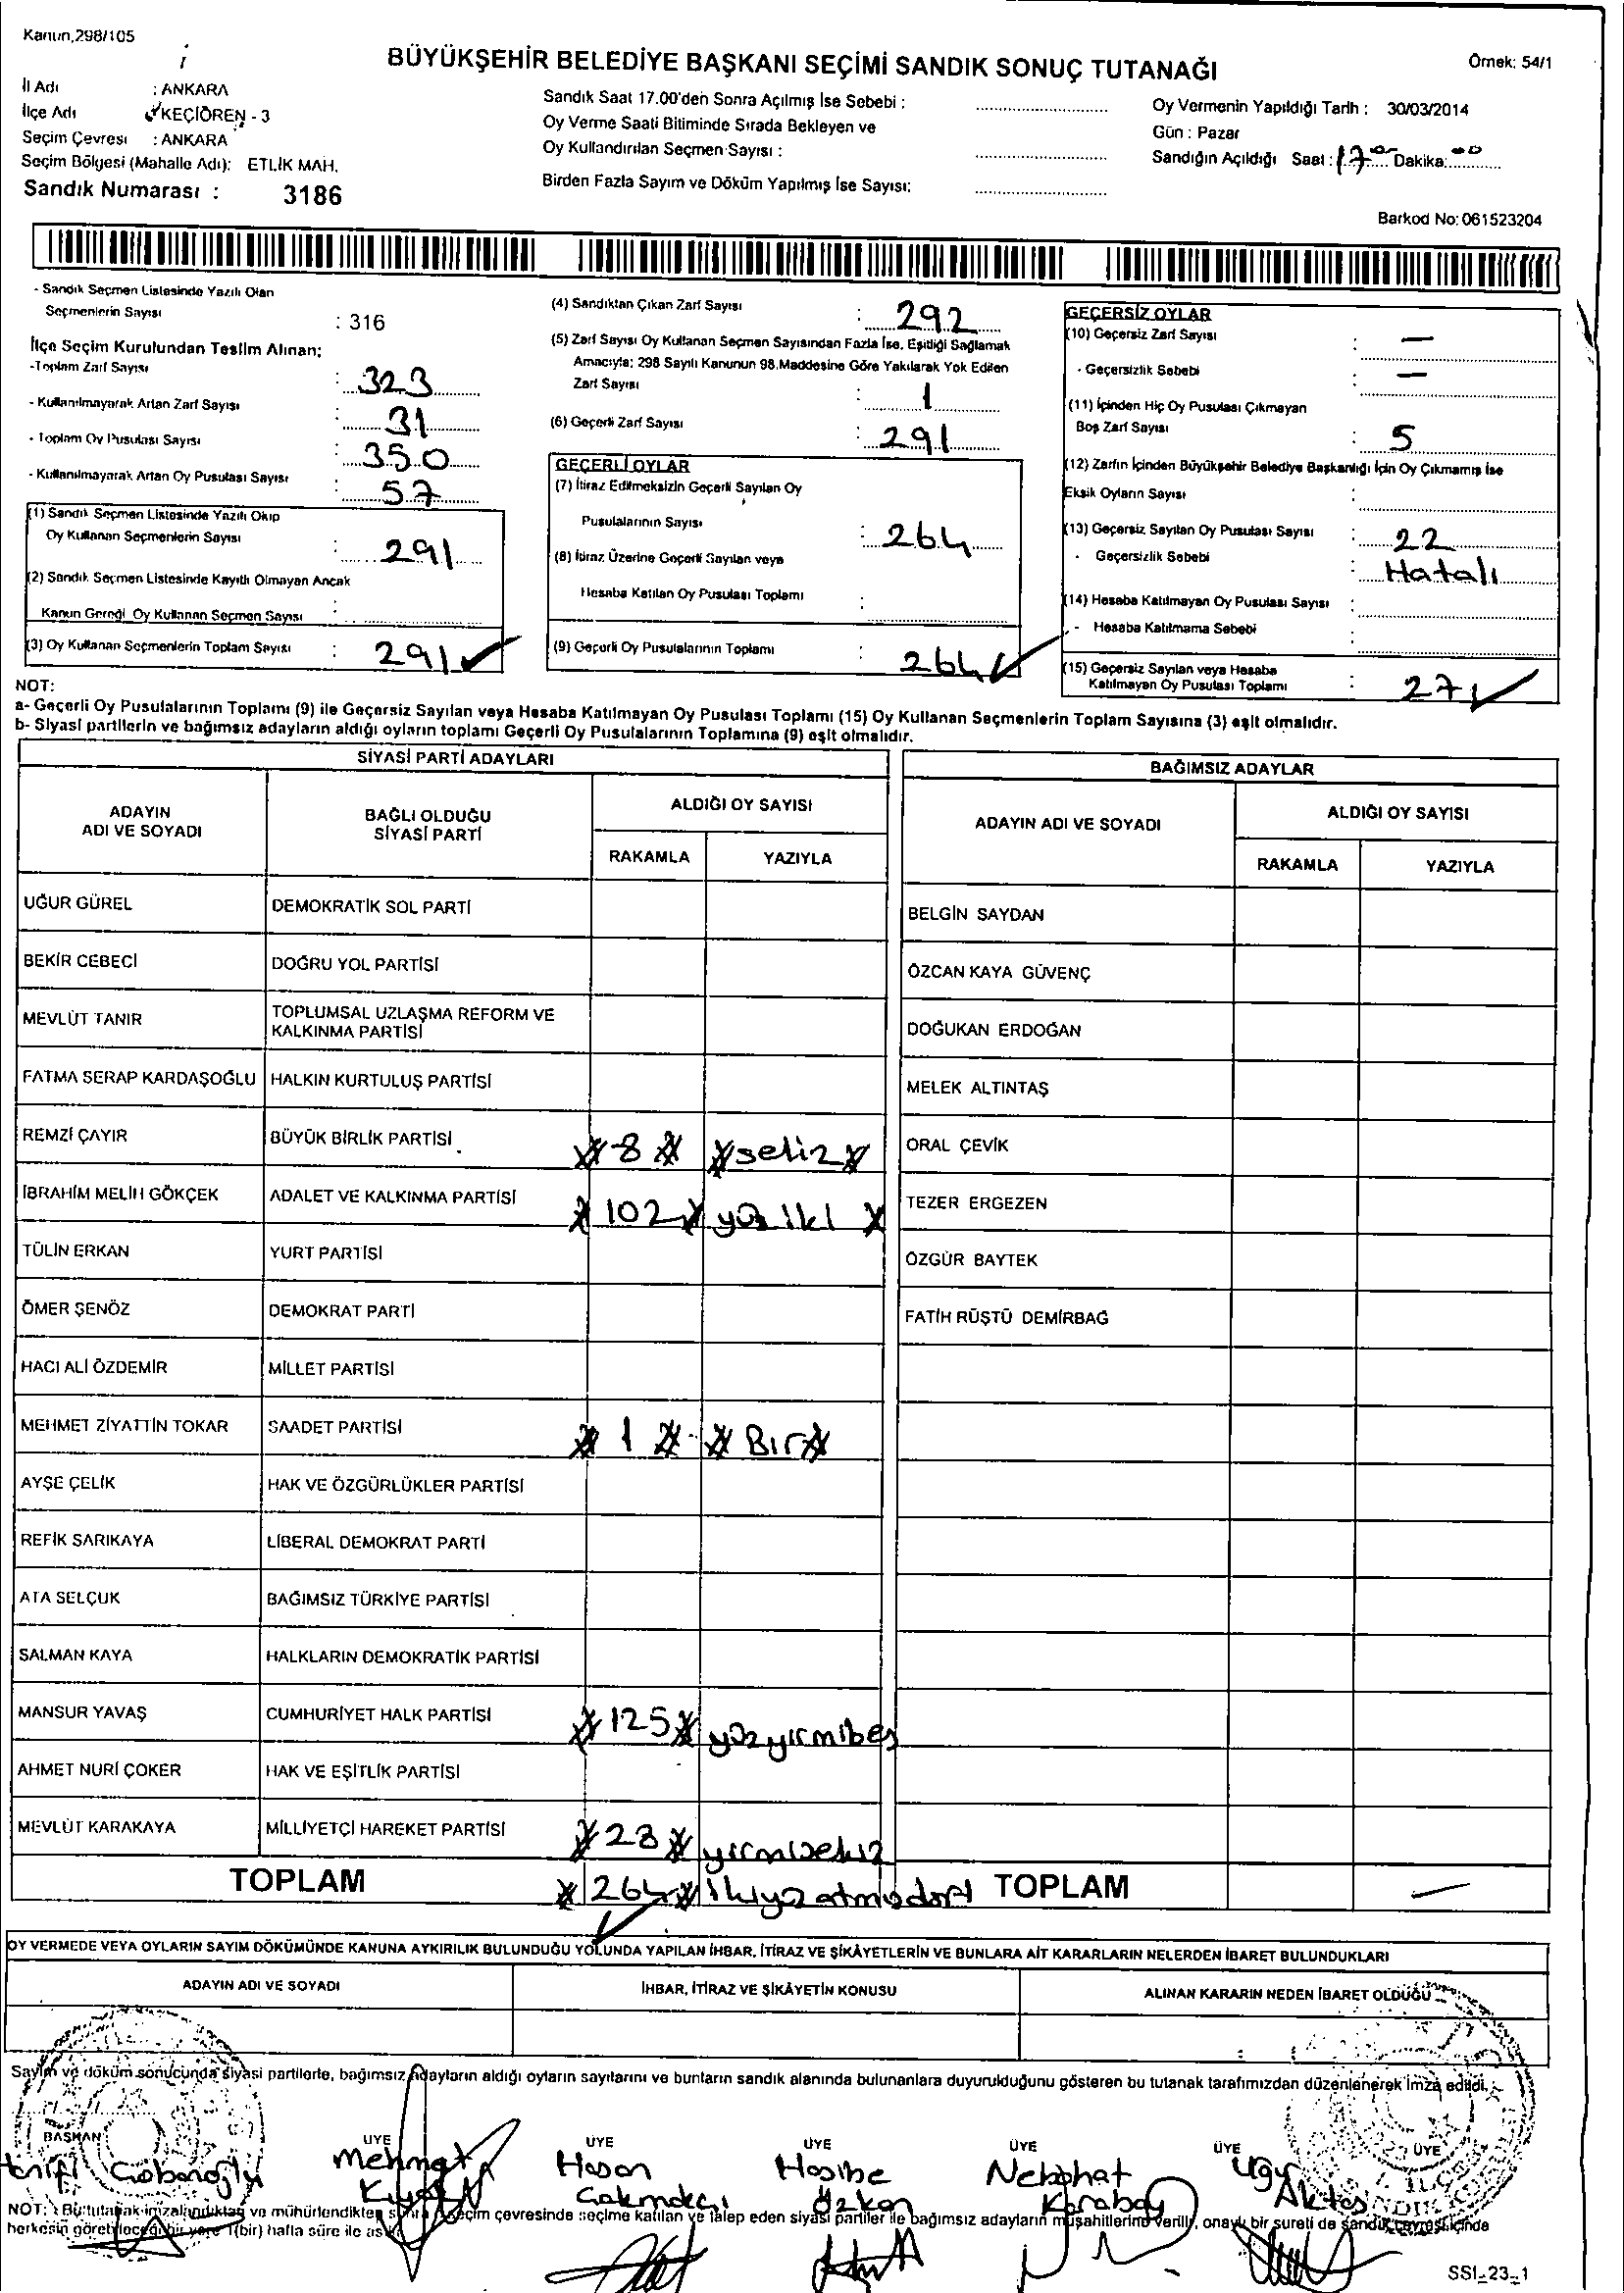 Kanun,298/105
BÜYÜKŞEHİR BELEDİYE BAŞKANI SEÇİMİ SANDIK SONUÇ TUTANAĞI
Örnek: 54/1
İl Adı : ANKARA
İlçe Adı KEÇİÖREN - 3
Seçim Çevresi : ANKARA
Seçim Bölgesi (Mahalle Adı): ETLİK MAH.
Sandık Numarası : 3186
Sandık Saat 17.00'den Sonra Açılmış İse Sebebi :
Oy Verme Saati Bitiminde Sırada Bekleyen ve
Oy Kullandırılan Seçmen Sayısı :
Birden Fazla Sayım ve Döküm Yapılmış İse Sayısı:
Oy Vermenin Yapıldığı Tarih : 30/03/2014
Gün : Pazar
Sandığın Açıldığı Saat : 17 00 Dakika: 00
Barkod No: 061523204
- Sandık Seçmen Listesinde Yazılı Olan
Seçmenlerin Sayısı : 316
İlçe Seçim Kurulundan Teslim Alınan:
-Toplam Zarf Sayısı : 323
- Kullanılmayarak Artan Zarf Sayısı : 31
- Toplam Oy Pusulası Sayısı : 350
- Kullanılmayarak Artan Oy Pusulası Sayısı : 57
(1) Sandık Seçmen Listesinde Yazılı Olup
Oy Kullanan Seçmenlerin Sayısı : 291
(2) Sandık Seçmen Listesinde Kayıtlı Olmayan Ancak
Kanun Gereği Oy Kullanan Seçmen Sayısı :
(3) Oy Kullanan Seçmenlerin Toplam Sayısı : 291
(4) Sandıktan Çıkan Zarf Sayısı : 292
(5) Zarf Sayısı Oy Kullanan Seçmen Sayısından Fazla İse, Eşitliği Sağlamak
Amacıyla; 298 Sayılı Kanunun 98.Maddesine Göre Yakılarak Yok Edilen
Zarf Sayısı : 1
(6) Geçerli Zarf Sayısı : 291
GEÇERLİ OYLAR
(7) İtiraz Edilmeksizin Geçerli Sayılan Oy
Pusulalarının Sayısı : 264
(8) İtiraz Üzerine Geçerli Sayılan veya
Hesaba Katılan Oy Pusulası Toplamı :
(9) Geçerli Oy Pusulalarının Toplamı : 264
GEÇERSİZ OYLAR
(10) Geçersiz Zarf Sayısı : —
- Geçersizlik Sebebi : —
(11) İçinden Hiç Oy Pusulası Çıkmayan
Boş Zarf Sayısı : 5
(12) Zarfın İçinden Büyükşehir Belediye Başkanlığı İçin Oy Çıkmamış İse
Eksik Oyların Sayısı :
(13) Geçersiz Sayılan Oy Pusulası Sayısı : 22
- Geçersizlik Sebebi : Hatalı
(14) Hesaba Katılmayan Oy Pusulası Sayısı :
- Hesaba Katılmama Sebebi :
(15) Geçersiz Sayılan veya Hesaba
Katılmayan Oy Pusulası Toplamı : 27
NOT:
a- Geçerli Oy Pusulalarının Toplamı (9) ile Geçersiz Sayılan veya Hesaba Katılmayan Oy Pusulası Toplamı (15) Oy Kullanan Seçmenlerin Toplam Sayısına (3) eşit olmalıdır.
b- Siyasi partilerin ve bağımsız adayların aldığı oyların toplamı Geçerli Oy Pusulalarının Toplamına (9) eşit olmalıdır.
SİYASİ PARTİ ADAYLARI
ADAYIN ADI VE SOYADI
BAĞLI OLDUĞU SİYASİ PARTİ
ALDIĞI OY SAYISI
RAKAMLA YAZIYLA
UĞUR GÜREL DEMOKRATİK SOL PARTİ
BEKİR CEBECİ DOĞRU YOL PARTİSİ
MEVLÜT TANIR TOPLUMSAL UZLAŞMA REFORM VE KALKINMA PARTİSİ
FATMA SERAP KARDAŞOĞLU HALKIN KURTULUŞ PARTİSİ
REMZİ ÇAYIR BÜYÜK BİRLİK PARTİSİ 8 sekiz
İBRAHİM MELİH GÖKÇEK ADALET VE KALKINMA PARTİSİ 102 yüz iki
TÜLİN ERKAN YURT PARTİSİ
ÖMER ŞENÖZ DEMOKRAT PARTİ
HACI ALİ ÖZDEMİR MİLLET PARTİSİ
MEHMET ZİYATTİN TOKAR SAADET PARTİSİ 1 Bir
AYŞE ÇELİK HAK VE ÖZGÜRLÜKLER PARTİSİ
REFİK SARIKAYA LİBERAL DEMOKRAT PARTİ
ATA SELÇUK BAĞIMSIZ TÜRKİYE PARTİSİ
SALMAN KAYA HALKLARIN DEMOKRATİK PARTİSİ
MANSUR YAVAŞ CUMHURİYET HALK PARTİSİ 125 yüzyirmibeş
AHMET NURİ ÇOKER HAK VE EŞİTLİK PARTİSİ
MEVLÜT KARAKAYA MİLLİYETÇİ HAREKET PARTİSİ 28 yirmisekiz
TOPLAM 264 ikiyüzatmışdört
BAĞIMSIZ ADAYLAR
ADAYIN ADI VE SOYADI
ALDIĞI OY SAYISI
RAKAMLA YAZIYLA
BELGİN SAYDAN
ÖZCAN KAYA GÜVENÇ
DOĞUKAN ERDOĞAN
MELEK ALTINTAŞ
ORAL ÇEVİK
TEZER ERGEZEN
ÖZGÜR BAYTEK
FATİH RÜŞTÜ DEMİRBAĞ
TOPLAM —
OY VERMEDE VEYA OYLARIN SAYIM DÖKÜMÜNDE KANUNA AYKIRILIK BULUNDUĞU YOLUNDA YAPILAN İHBAR, İTİRAZ VE ŞİKÂYETLERİN VE BUNLARA AİT KARARLARIN NELERDEN İBARET BULUNDUKLARI
ADAYIN ADI VE SOYADI İHBAR, İTİRAZ VE ŞİKÂYETİN KONUSU ALINAN KARARIN NEDEN İBARET OLDUĞU
Sayım ve döküm sonucunda siyasi partilerle, bağımsız adayların aldığı oyların sayılarını ve bunların sandık alanında bulunanlara duyurulduğunu gösteren bu tutanak tarafımızdan düzenlenerek imza edildi.
BAŞKAN ÜYE ÜYE ÜYE ÜYE ÜYE ÜYE
Çobanoğlu Mehmet Hasan Hasibe Nebahat Uğur
Çakmakçı Özkan Karabay Aktaş
NOT: Bu tutanak imzalandıktan ve mühürlendikten sonra seçim çevresinde seçime katılan ve talep eden siyasi partiler ile bağımsız adayların müşahitlerine verilir, onaylı bir sureti de sandık çevresi içinde
herkesin görebileceği bir yere 1(bir) hafta süre ile
SSI_23_1